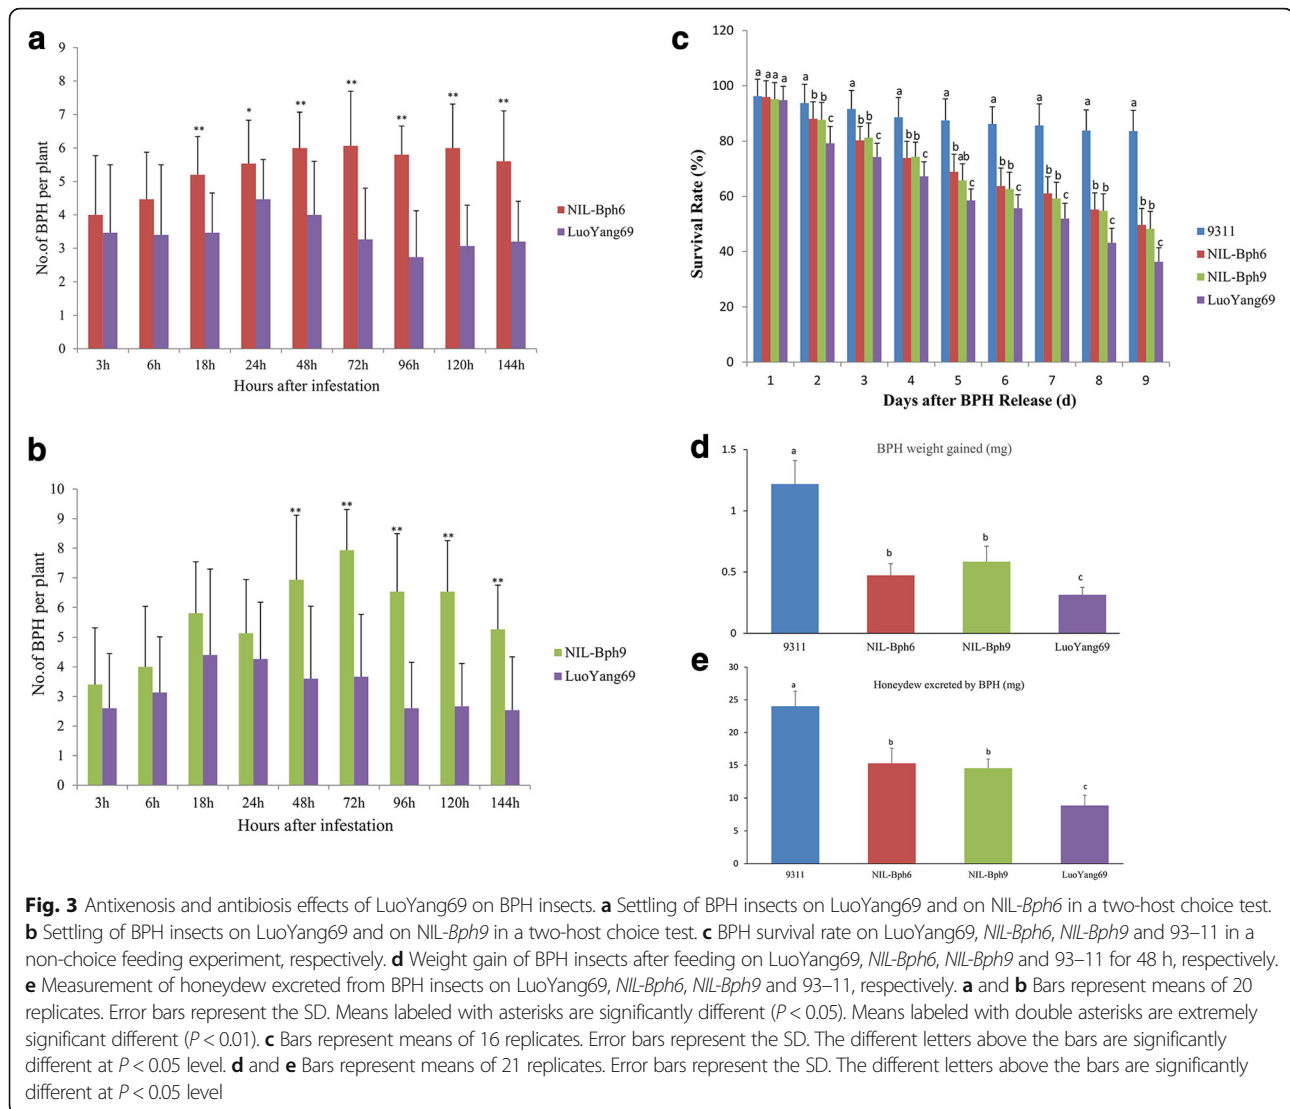 a
9
8
7
6
5
4
3
2
1
0
No.of BPH per plant
** * ** ** ** ** **
3h 6h 18h 24h 48h 72h 96h 120h 144h
Hours after infestation
NIL-Bph6
LuoYang69
b
10
9
8
7
6
5
4
3
2
1
0
No.of BPH per plant
** ** ** ** **
3h 6h 18h 24h 48h 72h 96h 120h 144h
Hours after infestation
NIL-Bph9
LuoYang69
c
120
100
80
60
40
20
0
Survival Rate (%)
a a a a a b b c a b b c a b b c a b ab c a b b c a b b c a b b c a b b c
1 2 3 4 5 6 7 8 9
Days after BPH Release (d)
9311
NIL-Bph6
NIL-Bph9
LuoYang69
d
BPH weight gained (mg)
1.5
1
0.5
0
a b b c
9311 NIL-Bph6 NIL-Bph9 LuoYang69
e
Honeydew excreted by BPH (mg)
30
25
20
15
10
5
0
a b b c
9311 NIL-Bph6 NIL-Bph9 LuoYang69
Fig. 3 Antixenosis and antibiosis effects of LuoYang69 on BPH insects. a Settling of BPH insects on LuoYang69 and on NIL-Bph6 in a two-host choice test.
b Settling of BPH insects on LuoYang69 and on NIL-Bph9 in a two-host choice test. c BPH survival rate on LuoYang69, NIL-Bph6, NIL-Bph9 and 93–11 in a
non-choice feeding experiment, respectively. d Weight gain of BPH insects after feeding on LuoYang69, NIL-Bph6, NIL-Bph9 and 93–11 for 48 h, respectively.
e Measurement of honeydew excreted from BPH insects on LuoYang69, NIL-Bph6, NIL-Bph9 and 93–11, respectively. a and b Bars represent means of 20
replicates. Error bars represent the SD. Means labeled with asterisks are significantly different (P < 0.05). Means labeled with double asterisks are extremely
significant different (P < 0.01). c Bars represent means of 16 replicates. Error bars represent the SD. The different letters above the bars are significantly
different at P < 0.05 level. d and e Bars represent means of 21 replicates. Error bars represent the SD. The different letters above the bars are significantly
different at P < 0.05 level